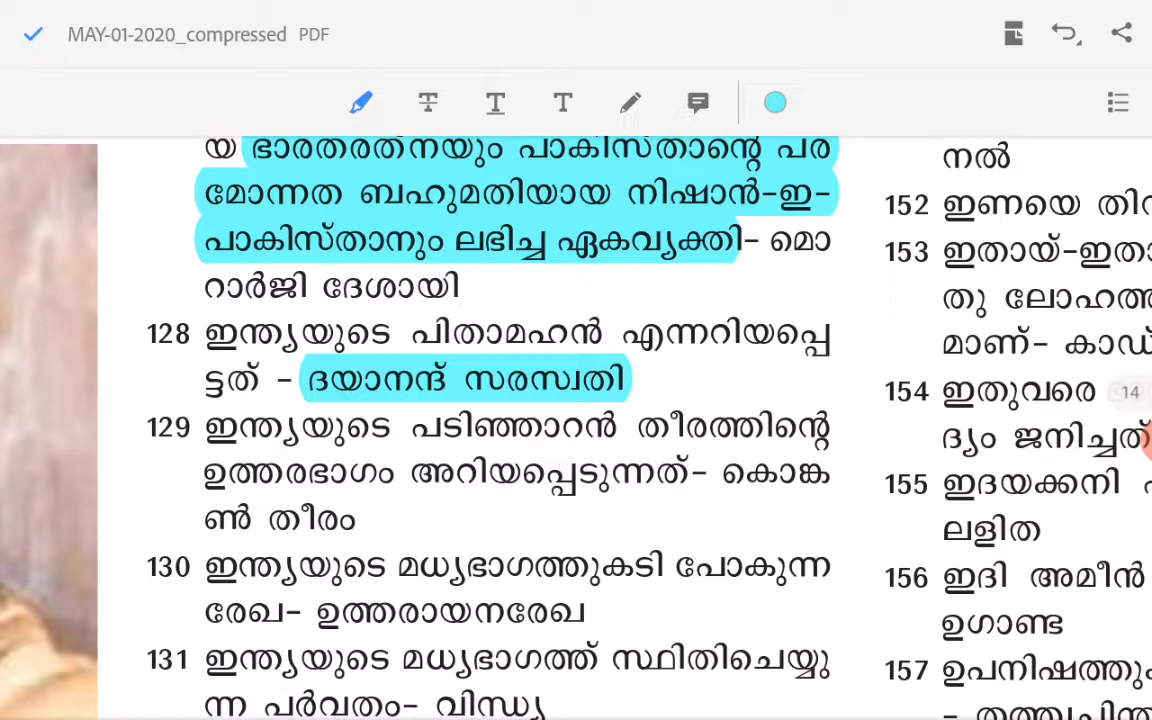 MAY-01-2020_compressed PDF
യ ഭാരതരത്നയും പാകിസ്താന്റെ പര
മോന്നത ബഹുമതിയായ നിഷാൻ-ഇ-
പാകിസ്താനും ലഭിച്ച ഏകവ്യക്തി- മൊ
റാർജി ദേശായി
128 ഇന്ത്യയുടെ പിതാമഹൻ എന്നറിയപ്പെ
ട്ടത് - ദയാനന്ദ് സരസ്വതി
129 ഇന്ത്യയുടെ പടിഞ്ഞാറൻ തീരത്തിന്റെ
ഉത്തരഭാഗം അറിയപ്പെടുന്നത്- കൊങ്ക
ൺ തീരം
130 ഇന്ത്യയുടെ മധ്യഭാഗത്തുകടി പോകുന്ന
രേഖ- ഉത്തരായനരേഖ
131 ഇന്ത്യയുടെ മധ്യഭാഗത്ത് സ്ഥിതിചെയ്യു
ന്ന പർവതം- വിന്ധ്യ
നൽ
152 ഇണയെ
153 ഇതായ്-
തു
മാണ്-
154 ഇതുവരെ
14
ദ്യം ജനിച്ചത്
155 ഇദയക്കനി
ലളിത
156 ഇദി അമീൻ
ഉഗാണ്ട
157
-